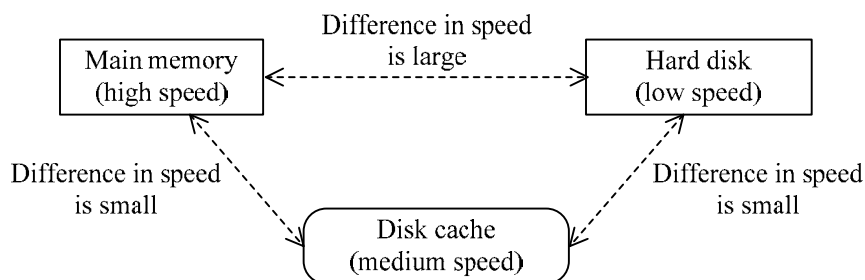 Difference in speed
is large
Main memory
(high speed)
Hard disk
(low speed)
Difference in speed
is small
Difference in speed
is small
Disk cache
(medium speed)